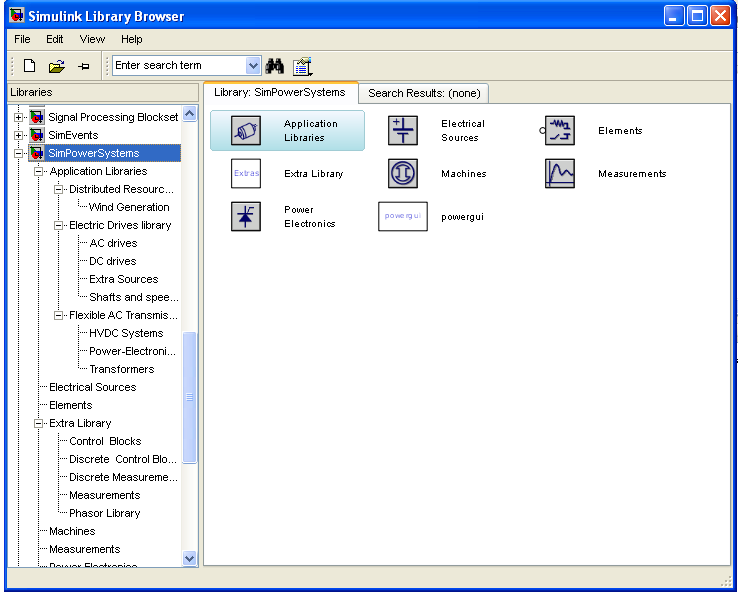 Simulink Library Browser
File Edit View Help
Enter search term
Libraries
Library: SimPowerSystems
Search Results: (none)
Signal Processing Blockset
SimEvents
SimPowerSystems
Application Libraries
Distributed Resourc...
Wind Generation
Electric Drives library
AC drives
DC drives
Extra Sources
Shafts and spee...
Flexible AC Transmis...
HVDC Systems
Power-Electroni...
Transformers
Electrical Sources
Elements
Extra Library
Control Blocks
Discrete Control Blo...
Discrete Measureme...
Measurements
Phasor Library
Machines
Measurements
Power Electronics
Application
Libraries
Electrical
Sources
Elements
Extras
Extra Library
Machines
Measurements
Power
Electronics
powergui
powergui